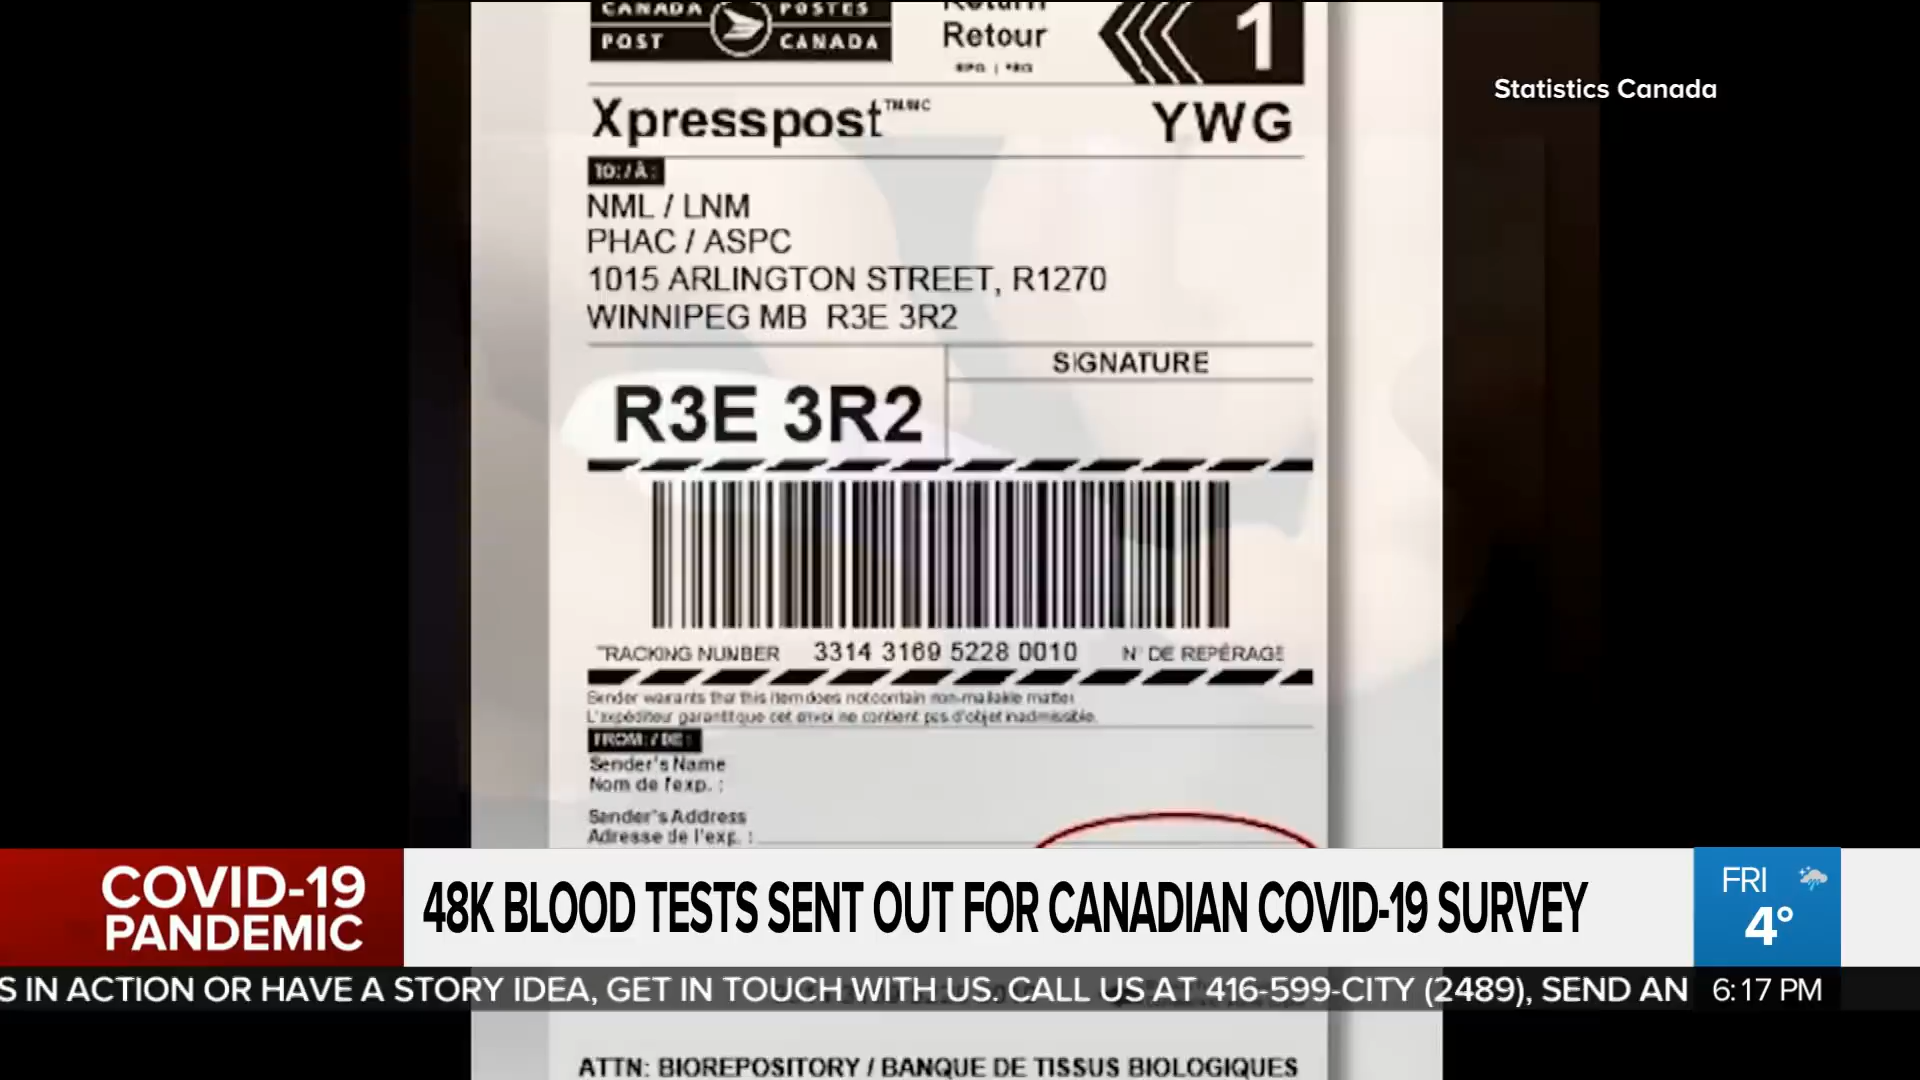 CANADA POSTES
POST CANADA
Return
Retour
1
Statistics Canada
Xpresspost TM/MC
YWG
TO: / À:
NML / LNM
PHAC / ASPC
1015 ARLINGTON STREET, R1270
WINNIPEG MB R3E 3R2
SIGNATURE
R3E 3R2
TRACKING NUMBER 3314 3169 5228 0010 N° DE REPÉRAGE
Sender warrants that this item does not contain non-mailable matter.
L'expéditeur garantit que cet envoi ne contient pas d'objet inadmissible.
FROM: / DE:
Sender's Name
Nom de l'exp. :
Sender's Address
Adresse de l'exp. :
COVID-19
PANDEMIC
48K BLOOD TESTS SENT OUT FOR CANADIAN COVID-19 SURVEY
FRI
4°
S IN ACTION OR HAVE A STORY IDEA, GET IN TOUCH WITH US. CALL US AT 416-599-CITY (2489), SEND AN
6:17 PM
ATTN: BIOREPOSITORY / BANQUE DE TISSUS BIOLOGIQUES